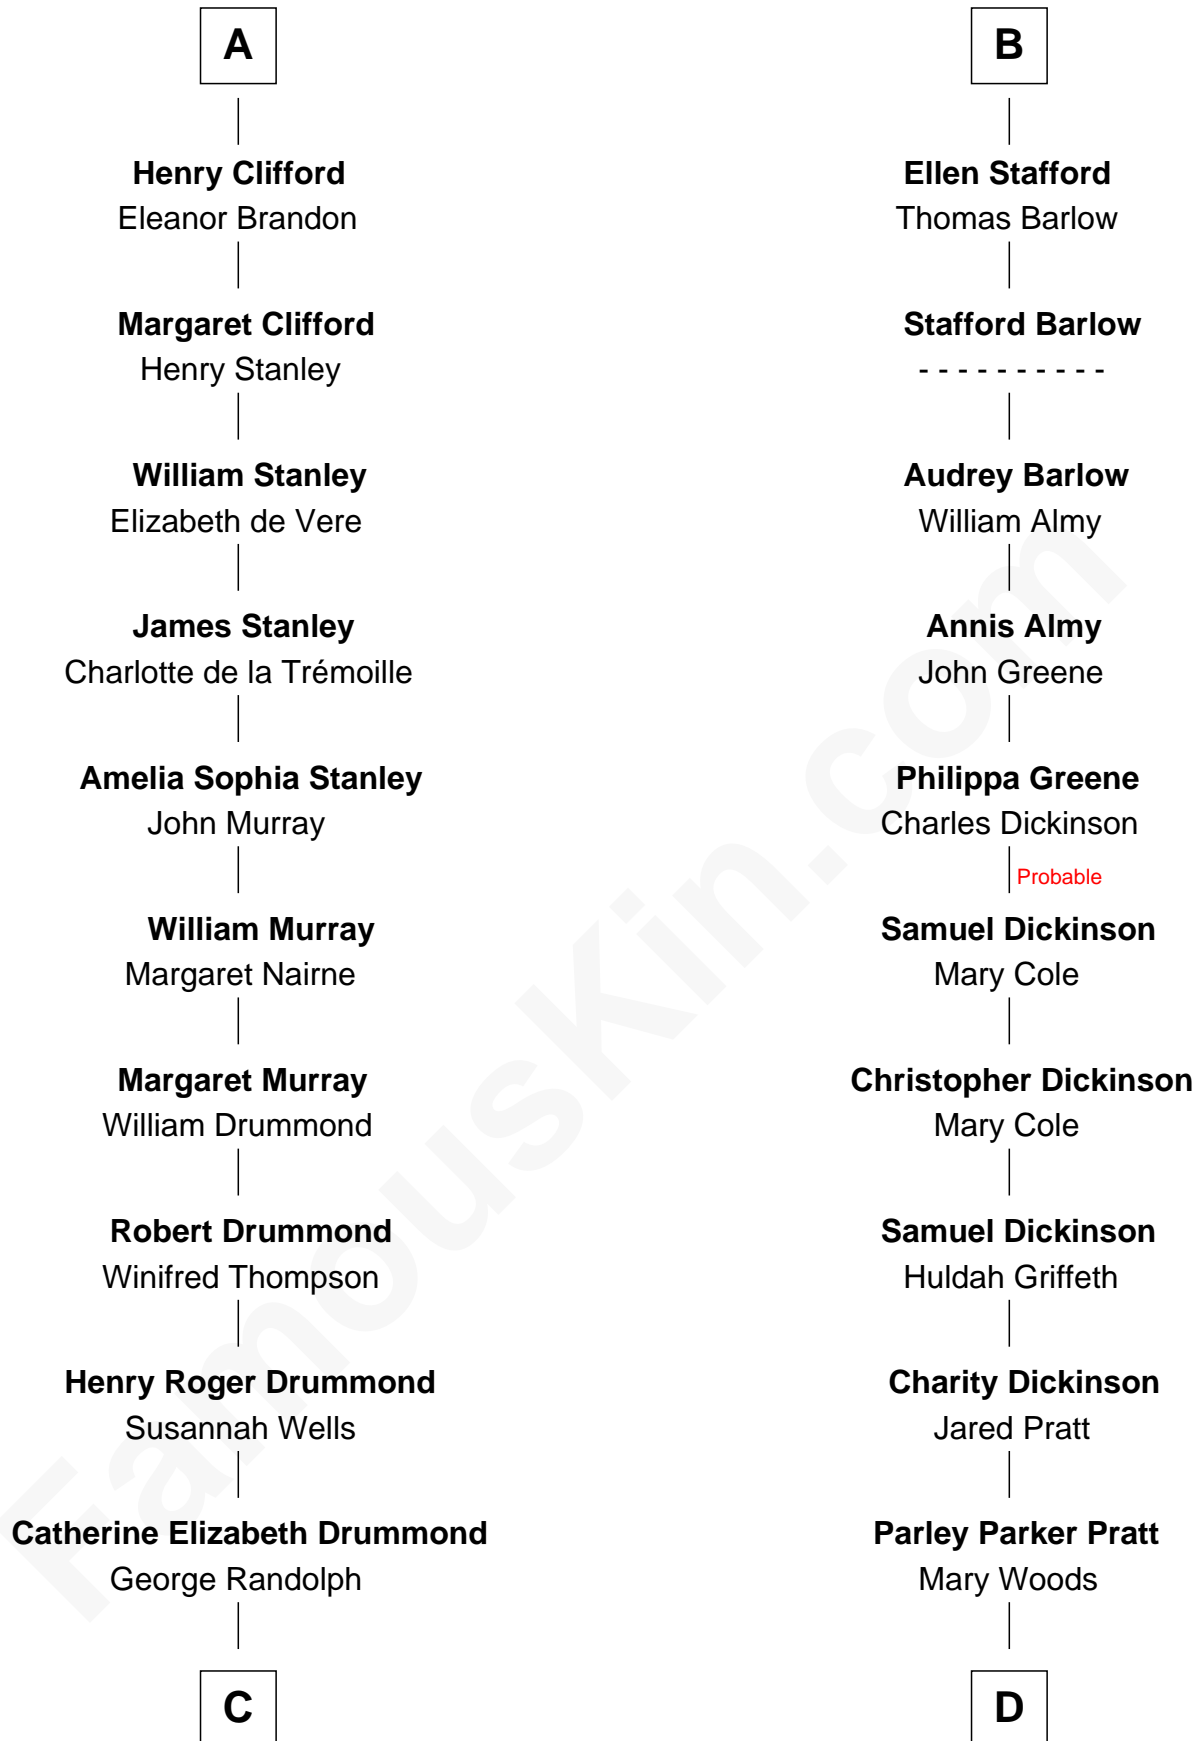 A
Henry Clifford
Eleanor Brandon
Margaret Clifford
Henry Stanley
William Stanley
Elizabeth de Vere
James Stanley
Charlotte de la Trémoille
Amelia Sophia Stanley
John Murray
William Murray
Margaret Nairne
Margaret Murray
William Drummond
Robert Drummond
Winifred Thompson
Henry Roger Drummond
Susannah Wells
Catherine Elizabeth Drummond
George Randolph
C
B
Ellen Stafford
Thomas Barlow
Stafford Barlow
- - - - - - - - - -
Audrey Barlow
William Almy
Annis Almy
John Greene
Philippa Greene
Charles Dickinson
Probable
Samuel Dickinson
Mary Cole
Christopher Dickinson
Mary Cole
Samuel Dickinson
Huldah Griffeth
Charity Dickinson
Jared Pratt
Parley Parker Pratt
Mary Woods
D
FamousKin.com